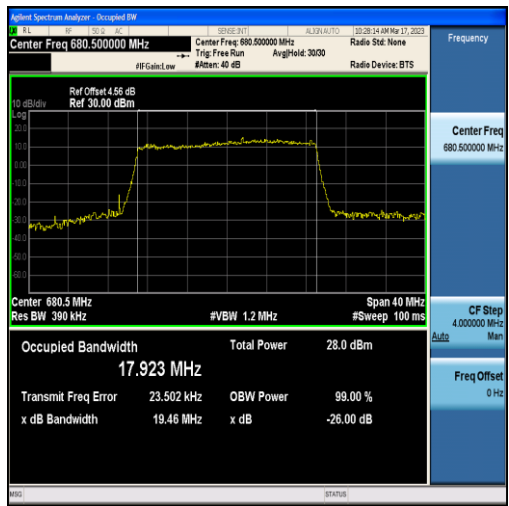 Agilent Spectrum Analyzer - Occupied BW
RL RF 50 Ω AC SENSE:INT ALIGN AUTO 10:28:14 AM Mar 17, 2023
Center Freq 680.500000 MHz
Center Freq: 680.500000 MHz
Radio Std: None
Trig: Free Run Avg|Hold: 30/30
#IFGain:Low #Atten: 40 dB Radio Device: BTS
Frequency
Ref Offset 4.56 dB
10 dB/div Ref 30.00 dBm
Log
20.0
10.0
0.00
-10.0
-20.0
-30.0
-40.0
-50.0
-60.0
Center Freq
680.500000 MHz
Center 680.5 MHz Span 40 MHz
Res BW 390 kHz #VBW 1.2 MHz #Sweep 100 ms
CF Step
4.000000 MHz
Auto Man
Occupied Bandwidth Total Power 28.0 dBm
17.923 MHz
Transmit Freq Error 23.502 kHz OBW Power 99.00 %
x dB Bandwidth 19.46 MHz x dB -26.00 dB
Freq Offset
0 Hz
MSG STATUS